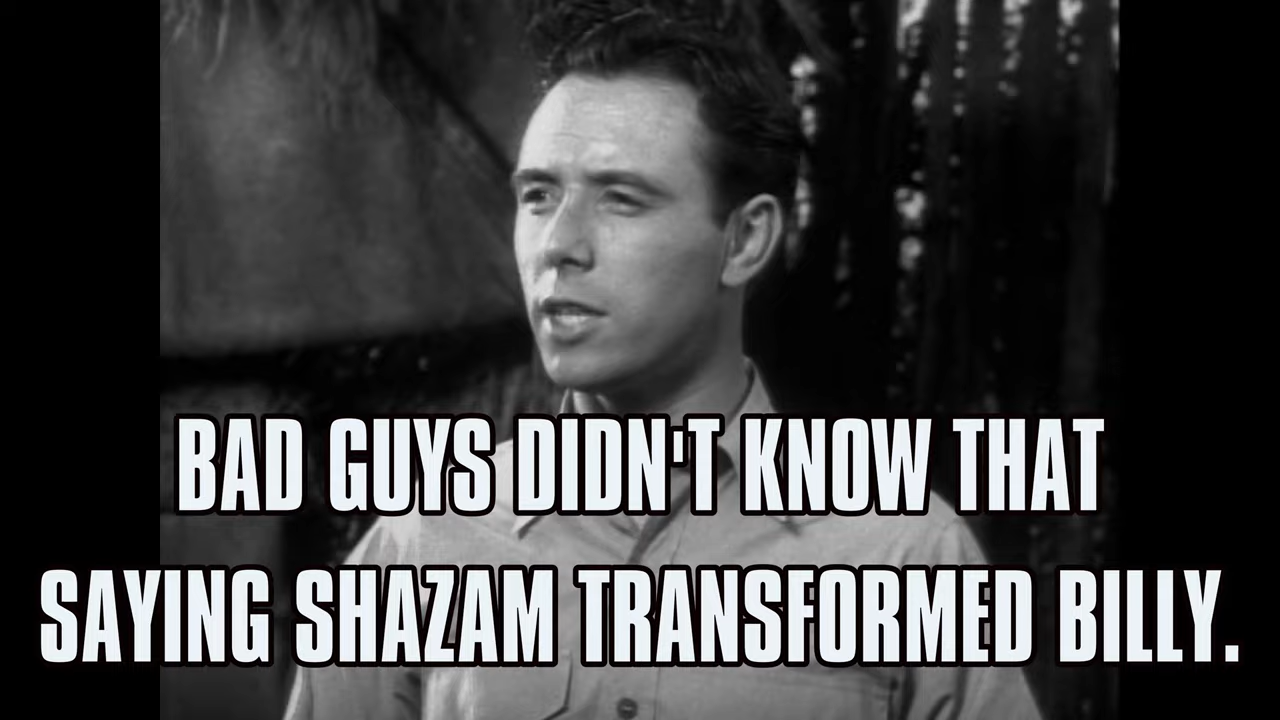 BAD GUYS DIDN'T KNOW THAT
SAYING SHAZAM TRANSFORMED BILLY.